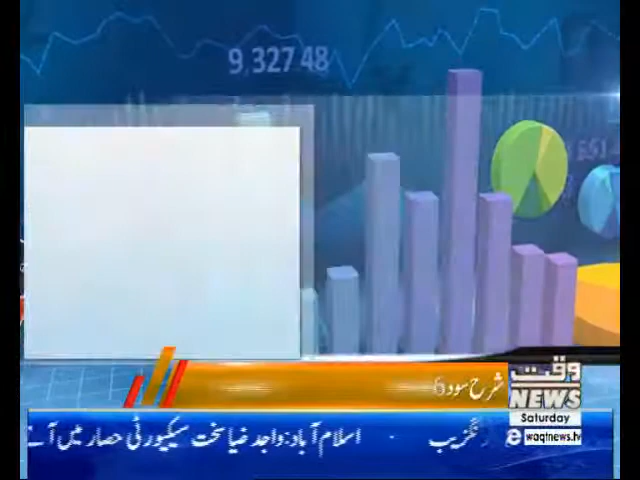 9,327.48
شرح سود 6
وقت
NEWS
Saturday
waqtnews.tv
اسلام آباد: واجد ضیا سخت سیکیورٹی حصار میں